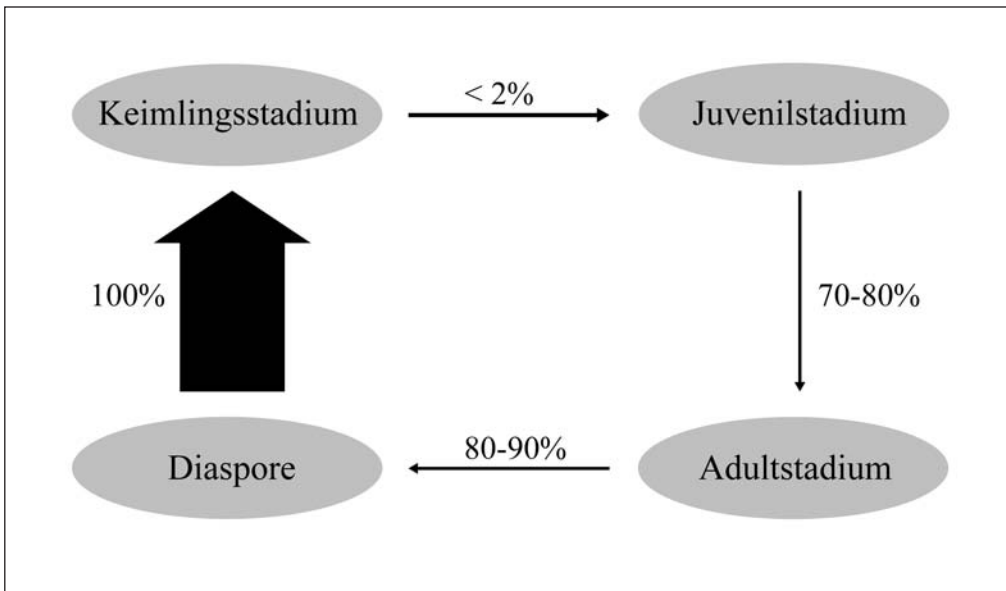 Keimlingsstadium
< 2%
Juvenilstadium
100%
70-80%
Diaspore
80-90%
Adultstadium